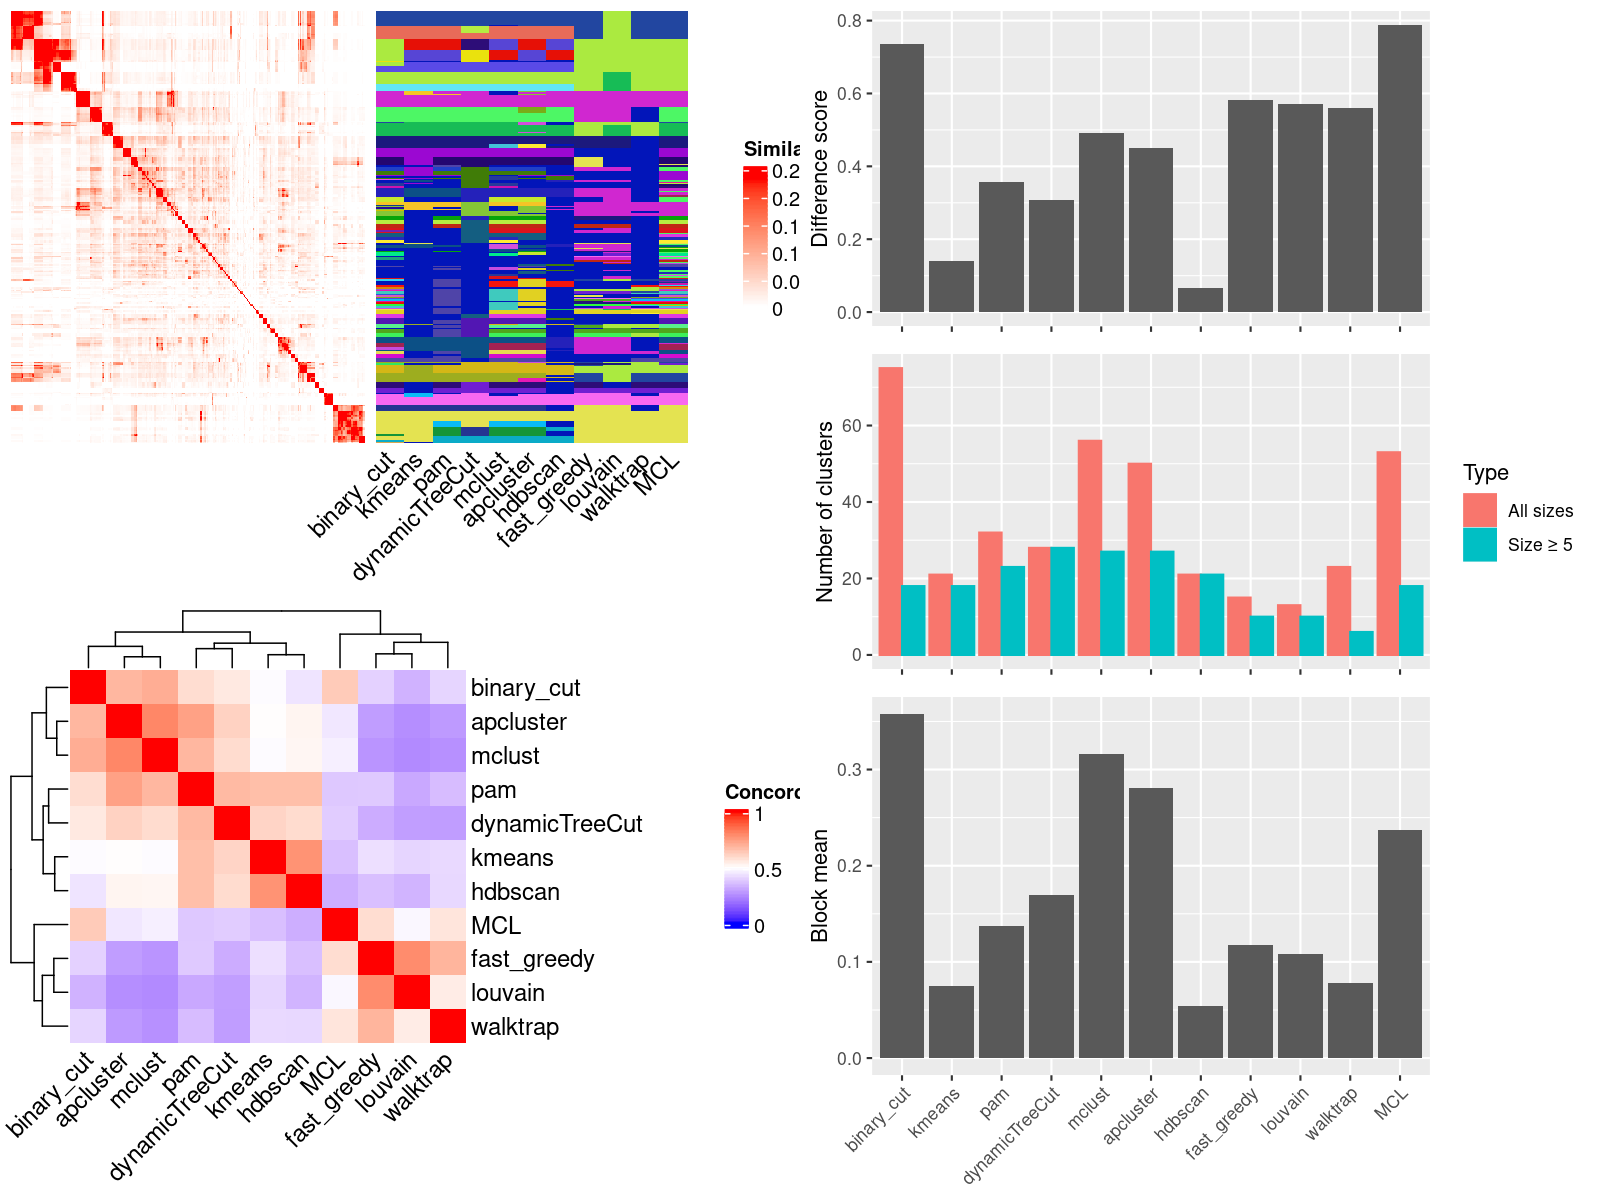 Simila
0.2
0.2
0.1
0.1
0.0
0
binary_cut
kmeans
pam
dynamicTreeCut
mclust
apcluster
hdbscan
fast_greedy
louvain
walktrap
MCL
binary_cut
apcluster
mclust
pam
dynamicTreeCut
kmeans
hdbscan
MCL
fast_greedy
louvain
walktrap
binary_cut
apcluster
mclust
pam
dynamicTreeCut
kmeans
hdbscan
MCL
fast_greedy
louvain
walktrap
Concord
1
0.5
0
Difference score
0.8
0.6
0.4
0.2
0.0
Number of clusters
60
40
20
0
Type
All sizes
Size ≥ 5
Block mean
0.3
0.2
0.1
0.0
binary_cut
kmeans
pam
dynamicTreeCut
mclust
apcluster
hdbscan
fast_greedy
louvain
walktrap
MCL